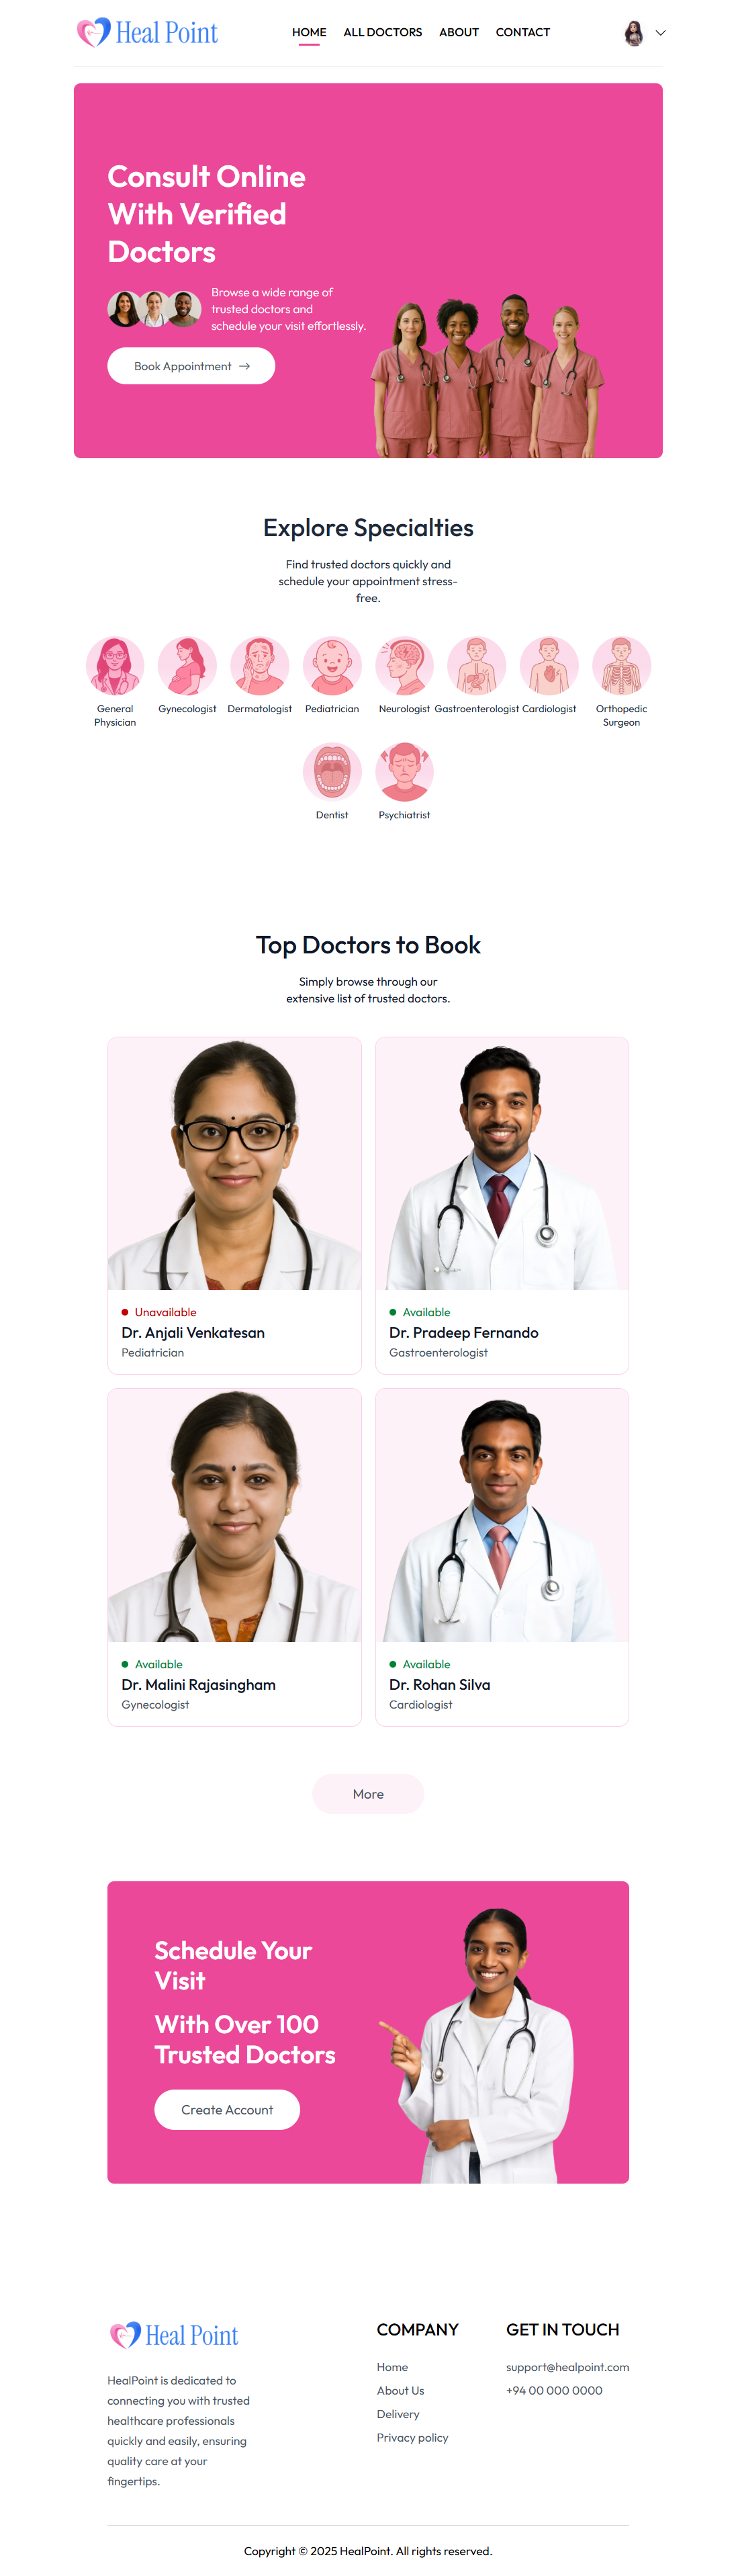 Heal Point
HOME
ALL DOCTORS
ABOUT
CONTACT
Consult Online
With Verified
Doctors
Browse a wide range of
trusted doctors and
schedule your visit effortlessly.
Book Appointment →
Explore Specialties
Find trusted doctors quickly and
schedule your appointment stress-
free.
General
Physician
Gynecologist
Dermatologist
Pediatrician
Neurologist
Gastroenterologist
Cardiologist
Orthopedic
Surgeon
Dentist
Psychiatrist
Top Doctors to Book
Simply browse through our
extensive list of trusted doctors.
Unavailable
Dr. Anjali Venkatesan
Pediatrician
Available
Dr. Pradeep Fernando
Gastroenterologist
Available
Dr. Malini Rajasingham
Gynecologist
Available
Dr. Rohan Silva
Cardiologist
More
Schedule Your
Visit
With Over 100
Trusted Doctors
Create Account
Heal Point
HealPoint is dedicated to
connecting you with trusted
healthcare professionals
quickly and easily, ensuring
quality care at your
fingertips.
COMPANY
Home
About Us
Delivery
Privacy policy
GET IN TOUCH
support@healpoint.com
+94 00 000 0000
Copyright © 2025 HealPoint. All rights reserved.